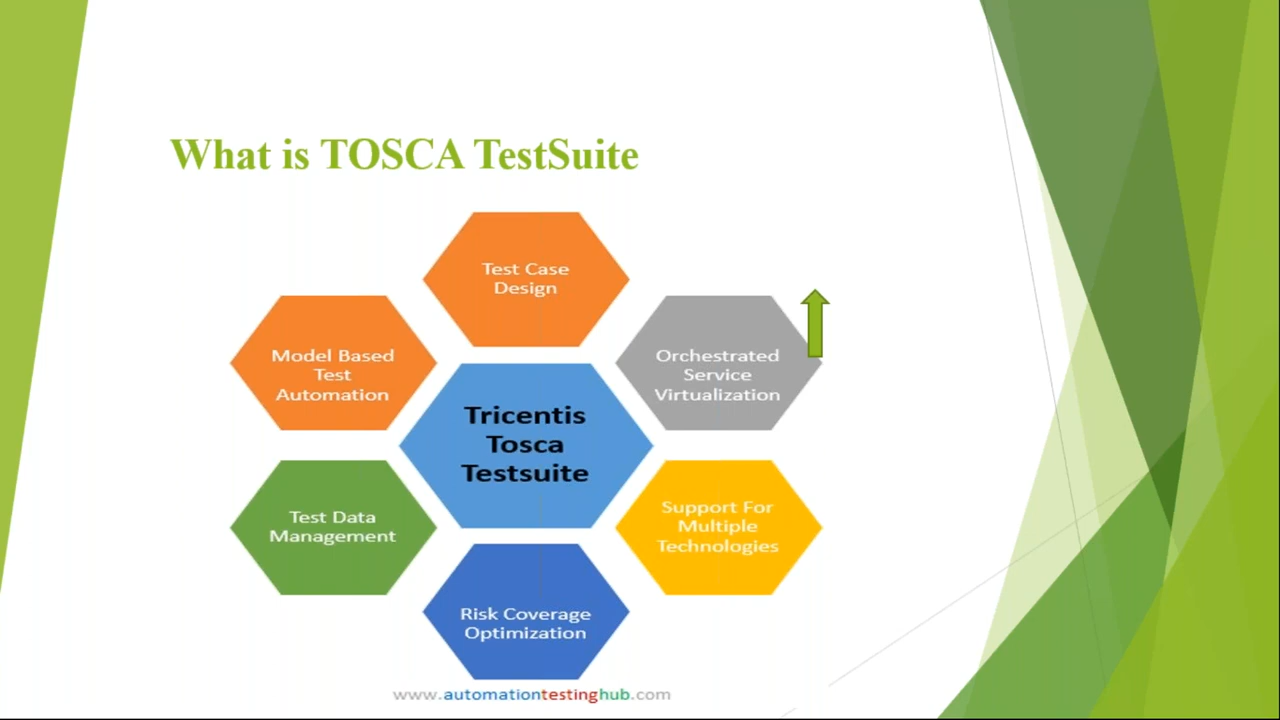 What is TOSCA TestSuite
Test Case
Design
Model Based
Test
Automation
Orchestrated
Service
Virtualization
Tricentis
Tosca
Testsuite
Test Data
Management
Support For
Multiple
Technologies
Risk Coverage
Optimization
www.automationtestinghub.com